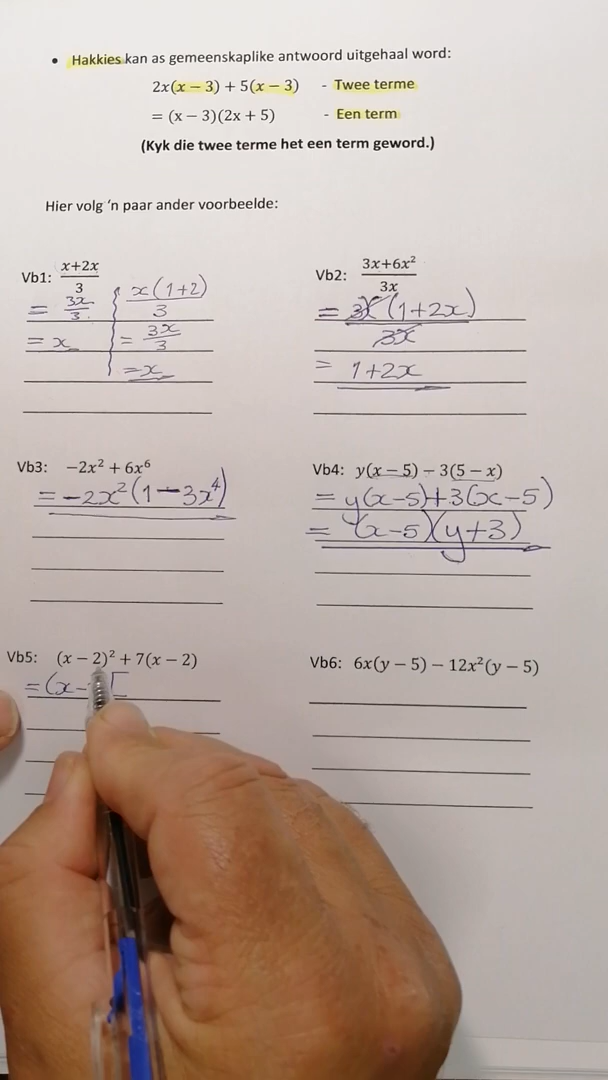 • Hakkies kan as gemeenskaplike antwoord uitgehaal word:
2x(x − 3) + 5(x − 3) - Twee terme
= (x − 3)(2x + 5) - Een term
(Kyk die twee terme het een term geword.)
Hier volg ‘n paar ander voorbeelde:
Vb1: (x+2x)/3
= 3x/3
= x
x(1+2)/3
= 3x/3
= x
Vb2: (3x+6x²)/3x
= 3x(1+2x)/3x
= 1+2x
Vb3: −2x² + 6x⁶
= −2x²(1−3x⁴)
Vb4: y(x − 5) − 3(5 − x)
= y(x−5)+3(x−5)
= (x−5)(y+3)
Vb5: (x − 2)² + 7(x − 2)
= (x− [
Vb6: 6x(y − 5) − 12x²(y − 5)